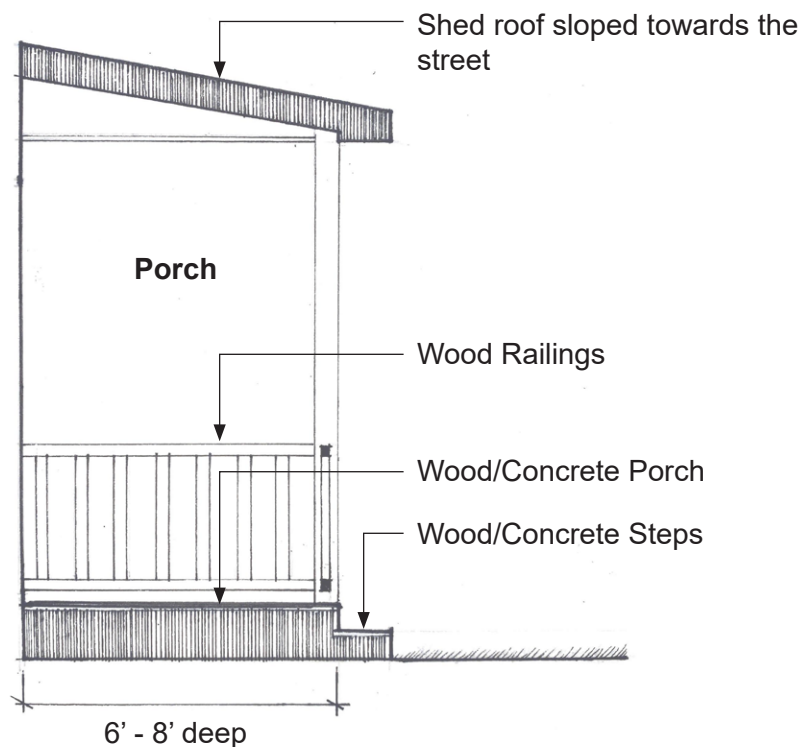 Shed roof sloped towards the
street
Porch
Wood Railings
Wood/Concrete Porch
Wood/Concrete Steps
6’ - 8’ deep